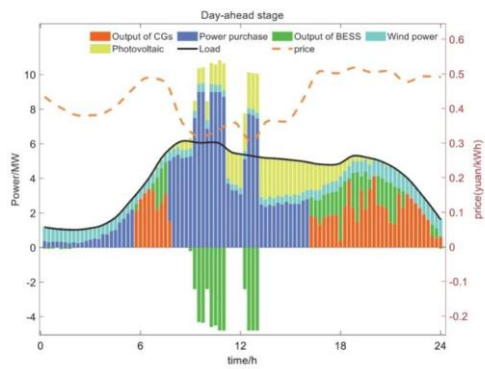 Day-ahead stage
Output of CGs Power purchase Output of BESS Wind power
Photovoltaic Load price
Power/MW
10
8
6
4
2
0
-2
-4
0.6
0.5
0.4
0.3
0.2
0.1
0
-0.1
-0.2
price(yuan/kWh)
0 6 12 18 24
time/h